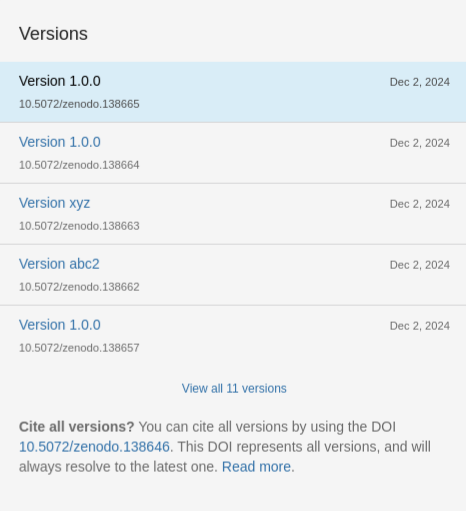 Versions
Version 1.0.0 Dec 2, 2024
10.5072/zenodo.138665
Version 1.0.0 Dec 2, 2024
10.5072/zenodo.138664
Version xyz Dec 2, 2024
10.5072/zenodo.138663
Version abc2 Dec 2, 2024
10.5072/zenodo.138662
Version 1.0.0 Dec 2, 2024
10.5072/zenodo.138657
View all 11 versions
Cite all versions? You can cite all versions by using the DOI
10.5072/zenodo.138646. This DOI represents all versions, and will
always resolve to the latest one. Read more.